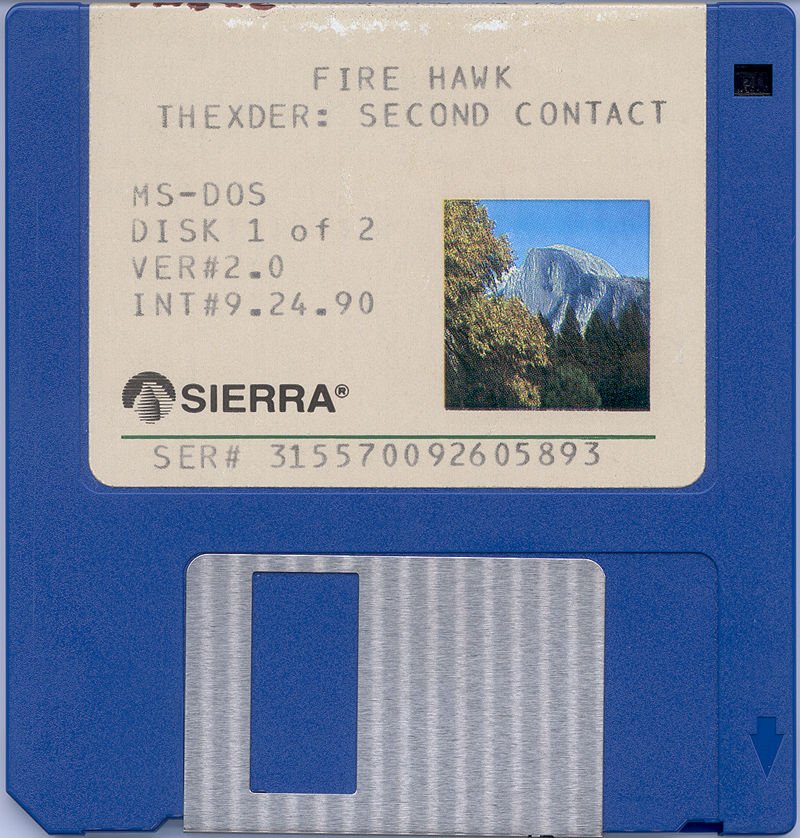 FIRE HAWK
THEXDER: SECOND CONTACT
MS-DOS
DISK 1 of 2
VER#2.0
INT#9.24.90
SIERRA®
SER# 315570092605893